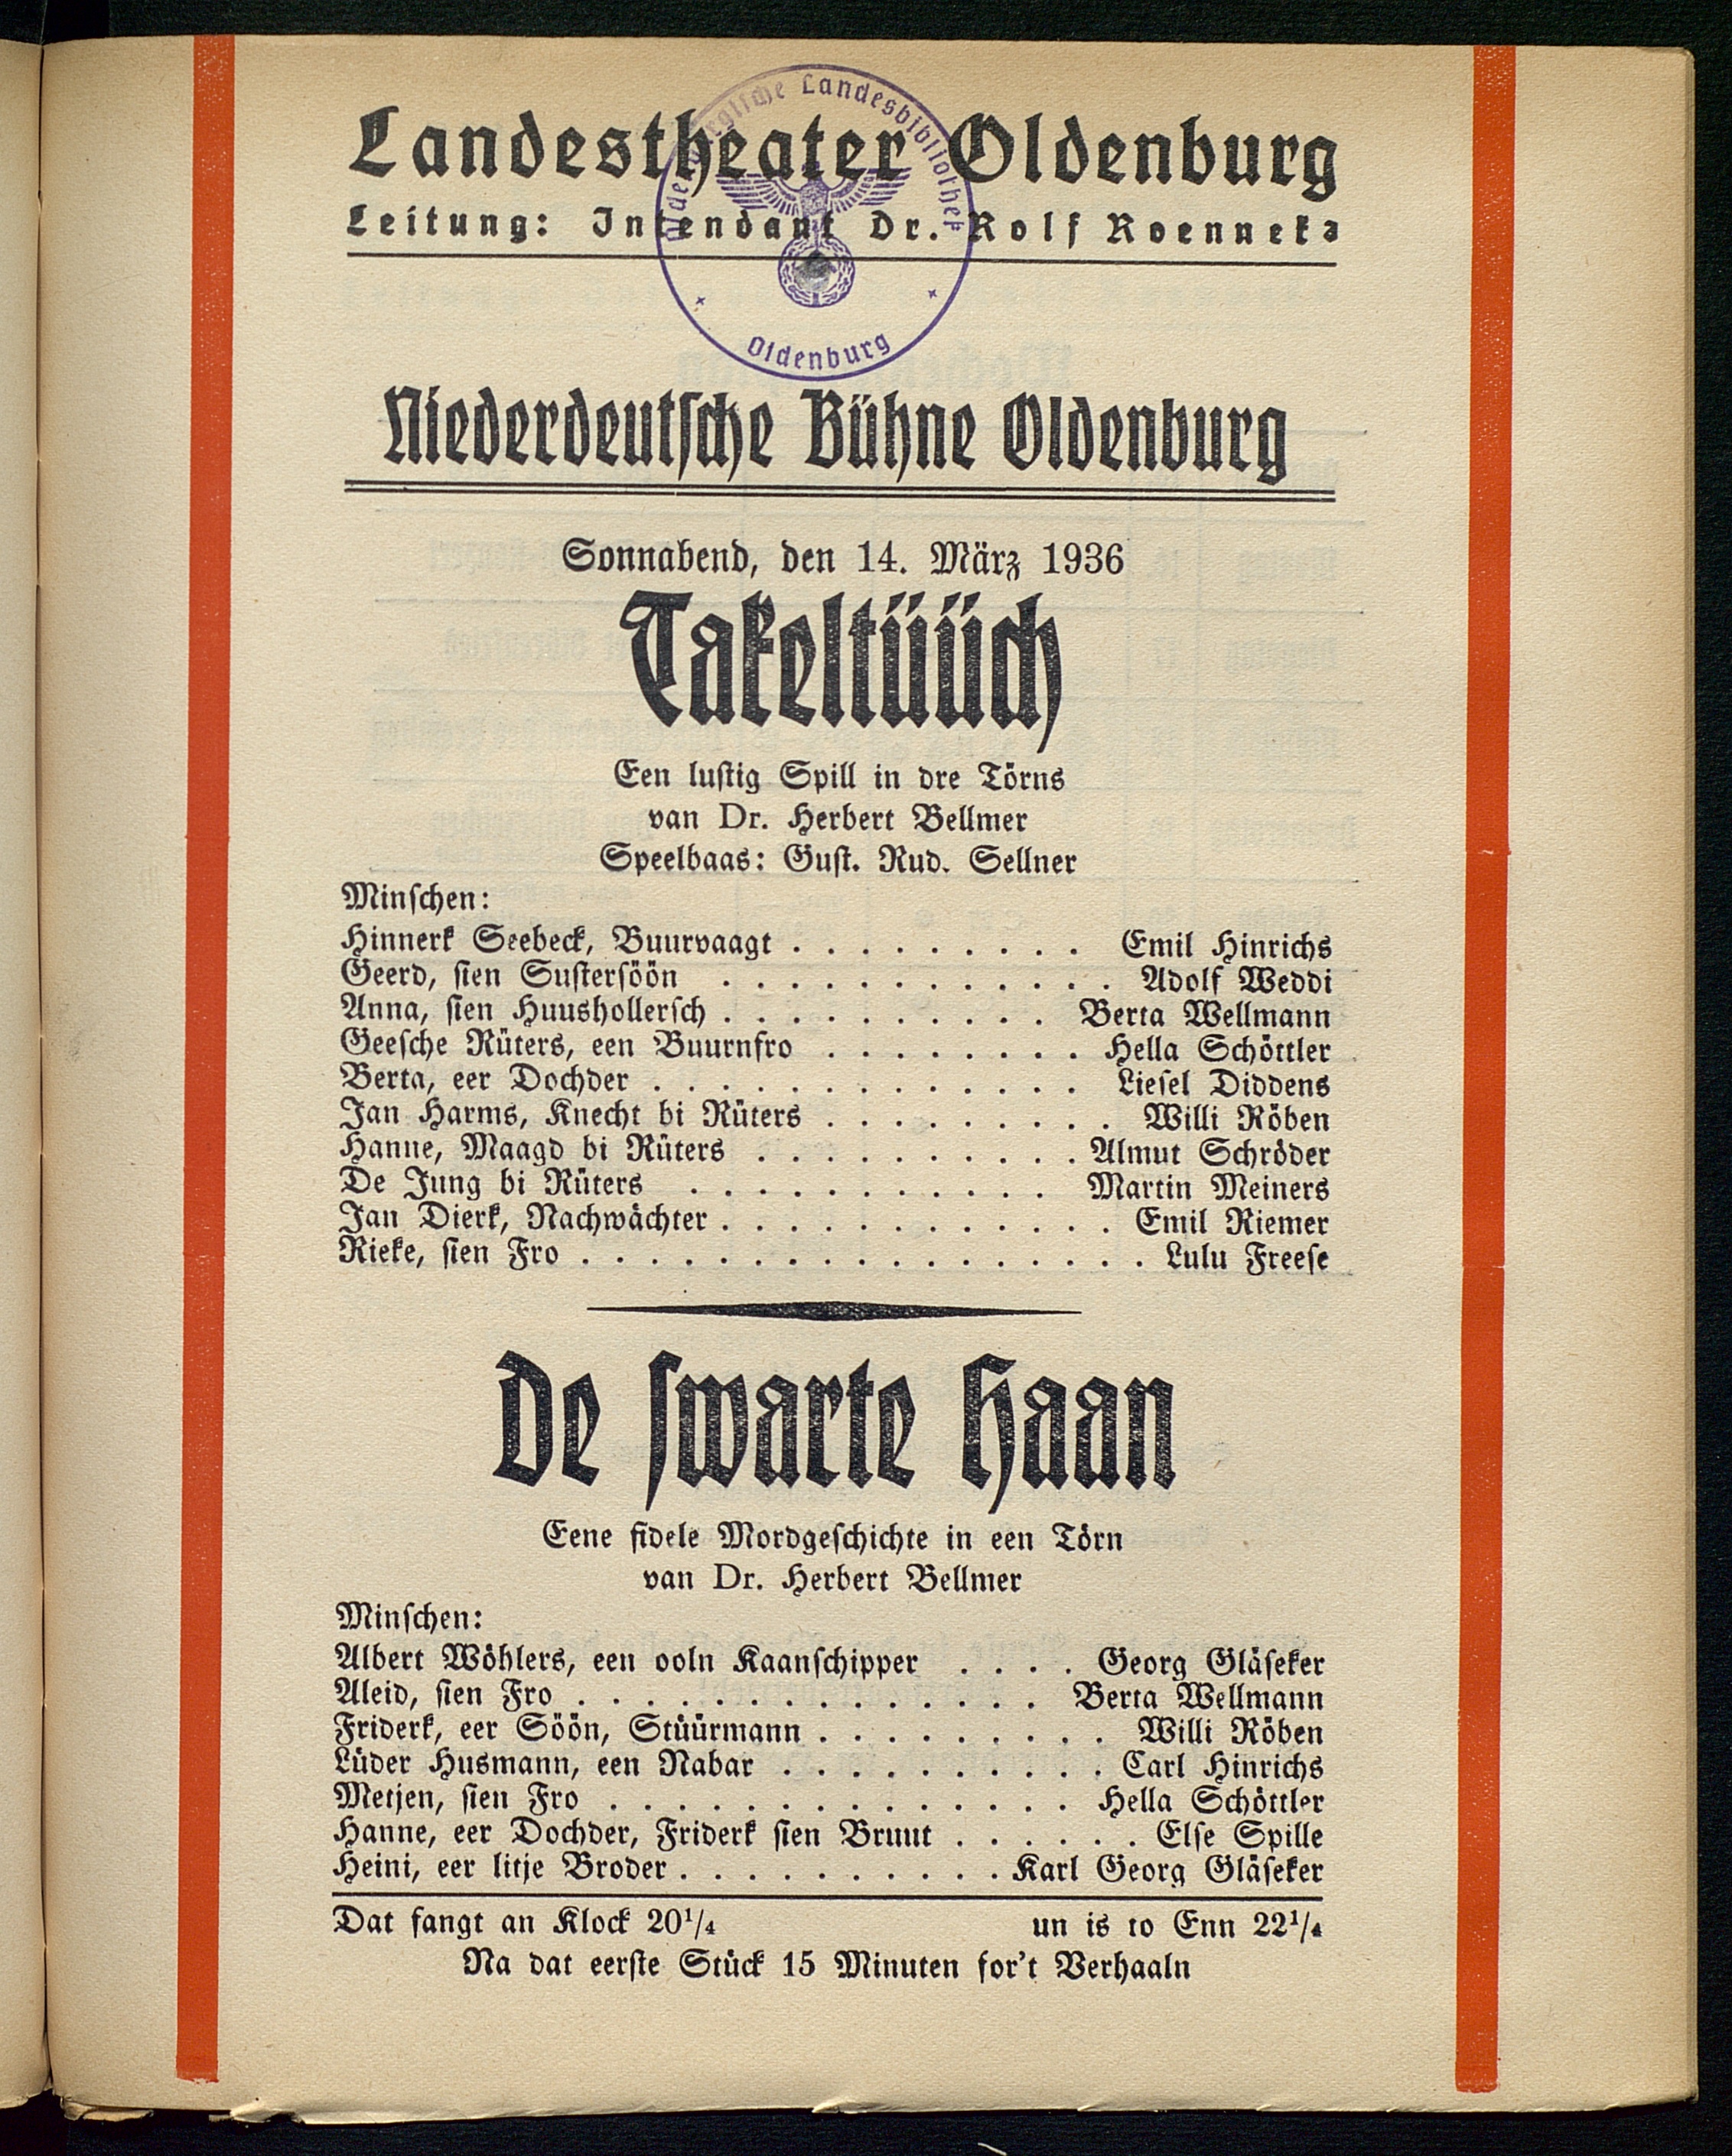 Landestheater Oldenburg
Leitung: Intendant Dr. Rolf Roenneke
Oldenburgische Landesbibliothek
Oldenburg
Niederdeutsche Bühne Oldenburg
Sonnabend, den 14. März 1936
Takeltüüch
Een lustig Spill in dre Törns
van Dr. Herbert Bellmer
Speelbaas: Gust. Rud. Sellner
Minschen:
Hinnerk Seebeck, Buurvaagt . . . . . . . . . Emil Hinrichs
Geerd, sien Sustersöön . . . . . . . . . . . . Adolf Weddi
Anna, sien Huushollersch . . . . . . . . . . Berta Wellmann
Geesche Rüters, een Buurnfro . . . . . . . . Hella Schöttler
Berta, eer Dochder . . . . . . . . . . . . . Liesel Diddens
Jan Harms, Knecht bi Rüters . . . . . . . . . Willi Röben
Hanne, Maagd bi Rüters . . . . . . . . . . Almut Schröder
De Jung bi Rüters . . . . . . . . . . . Martin Meiners
Jan Dierk, Nachwächter . . . . . . . . . . . . Emil Riemer
Rieke, sien Fro . . . . . . . . . . . . . . . . . Lulu Freese
De swarte Haan
Eene fidele Mordgeschichte in een Törn
van Dr. Herbert Bellmer
Minschen:
Albert Wöhlers, een ooln Kaanschipper . . . . Georg Gläseker
Aleid, sien Fro . . . . . . . . . . . . . . Berta Wellmann
Friderk, eer Söön, Stüürmann . . . . . . . . . Willi Röben
Lüder Husmann, een Nabar . . . . . . . . . . Carl Hinrichs
Metjen, sien Fro . . . . . . . . . . . . . . Hella Schöttler
Hanne, eer Dochder, Friderk sien Bruut . . . . . . Else Spille
Heini, eer litje Broder . . . . . . . . . . Karl Georg Gläseker
Dat fangt an Klock 20¹/₄ un is to Enn 22¹/₄
Na dat eerste Stück 15 Minuten for't Verhaaln